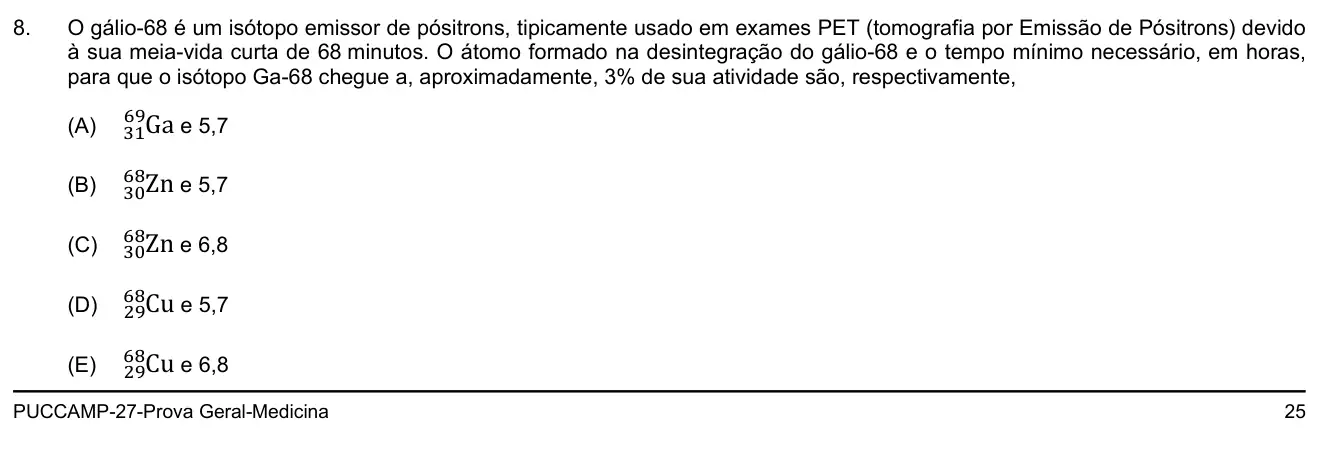 8. O gálio-68 é um isótopo emissor de pósitrons, tipicamente usado em exames PET (tomografia por Emissão de Pósitrons) devido
à sua meia-vida curta de 68 minutos. O átomo formado na desintegração do gálio-68 e o tempo mínimo necessário, em horas,
para que o isótopo Ga-68 chegue a, aproximadamente, 3% de sua atividade são, respectivamente,
(A) ⁶⁹₃₁Ga e 5,7
(B) ⁶⁸₃₀Zn e 5,7
(C) ⁶⁸₃₀Zn e 6,8
(D) ⁶⁸₂₉Cu e 5,7
(E) ⁶⁸₂₉Cu e 6,8
PUCCAMP-27-Prova Geral-Medicina 25